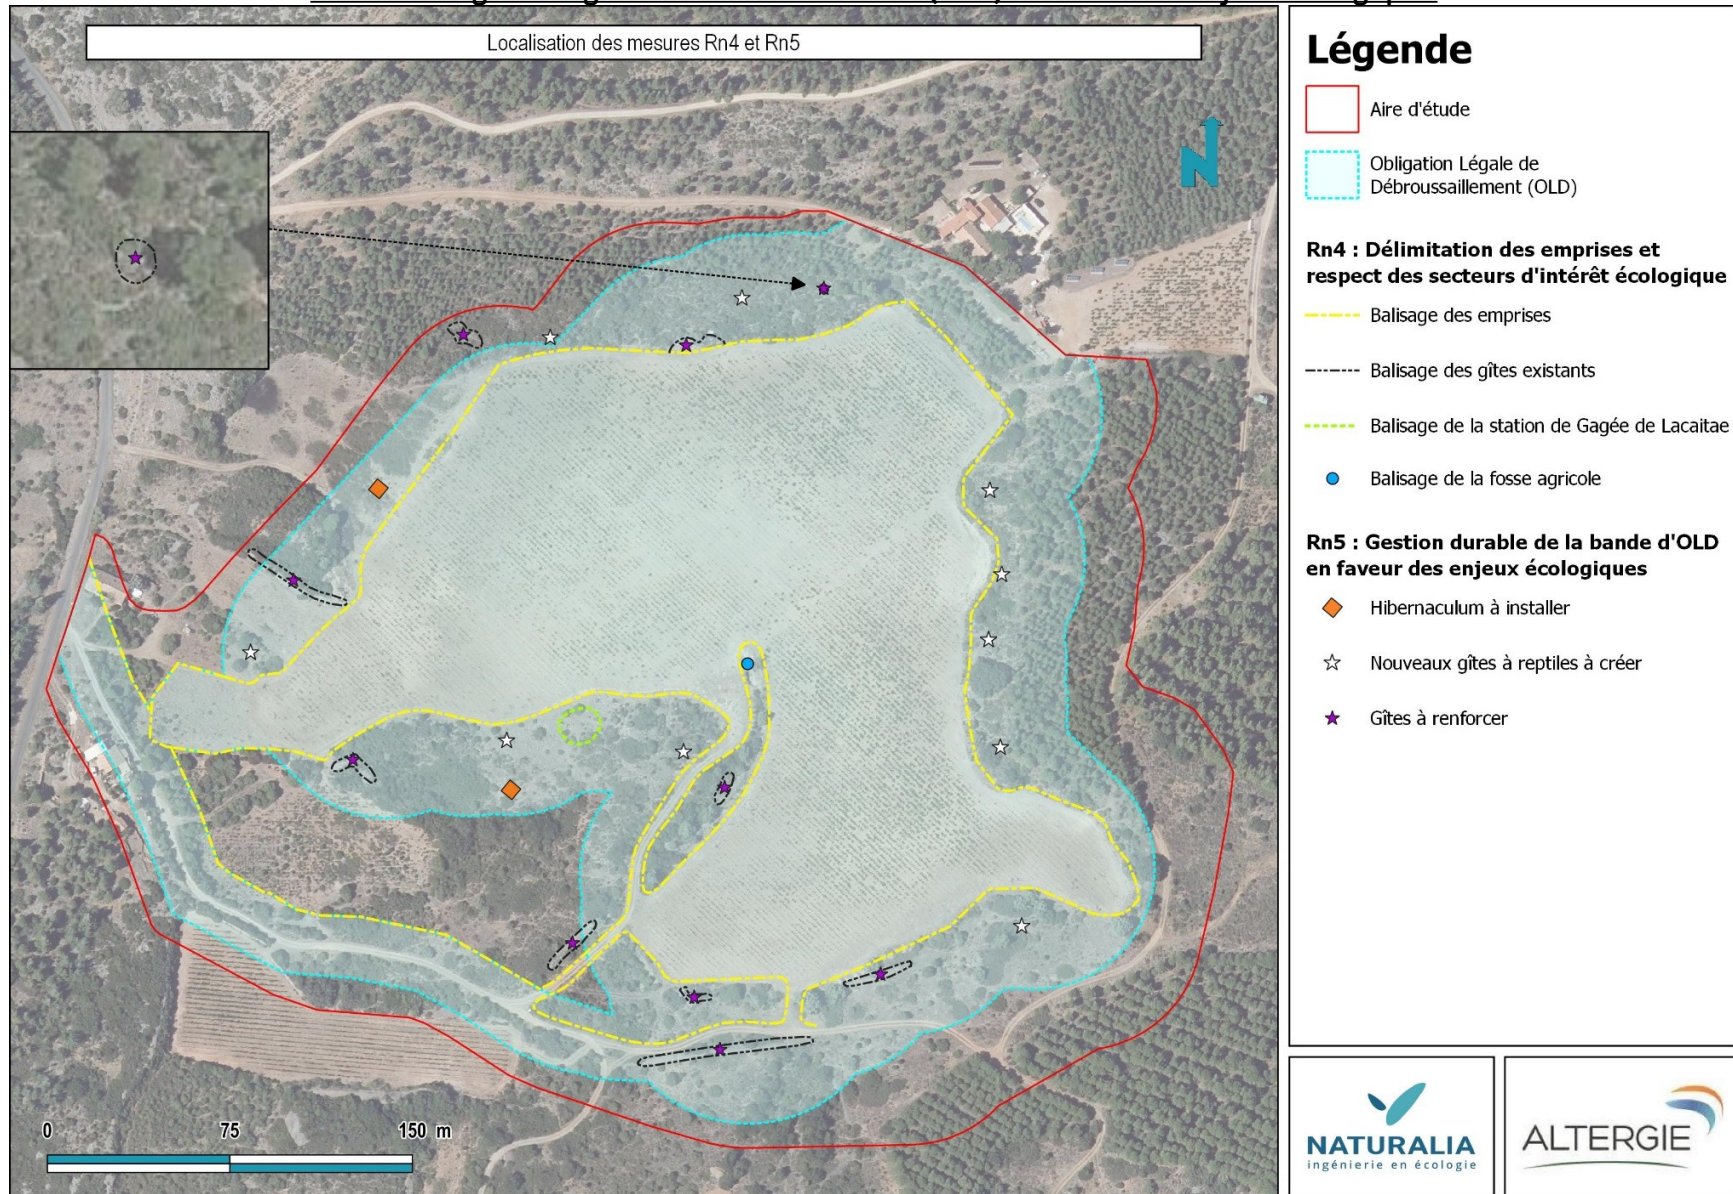 Localisation des mesures Rn4 et Rn5
N
0 75 150 m
Légende
Aire d'étude
Obligation Légale de
Débroussaillement (OLD)
Rn4 : Délimitation des emprises et
respect des secteurs d'intérêt écologique
Balisage des emprises
Balisage des gîtes existants
Balisage de la station de Gagée de Lacaitae
Balisage de la fosse agricole
Rn5 : Gestion durable de la bande d'OLD
en faveur des enjeux écologiques
Hibernaculum à installer
Nouveaux gîtes à reptiles à créer
Gîtes à renforcer
NATURALIA
ingénierie en écologie
ALTERGIE